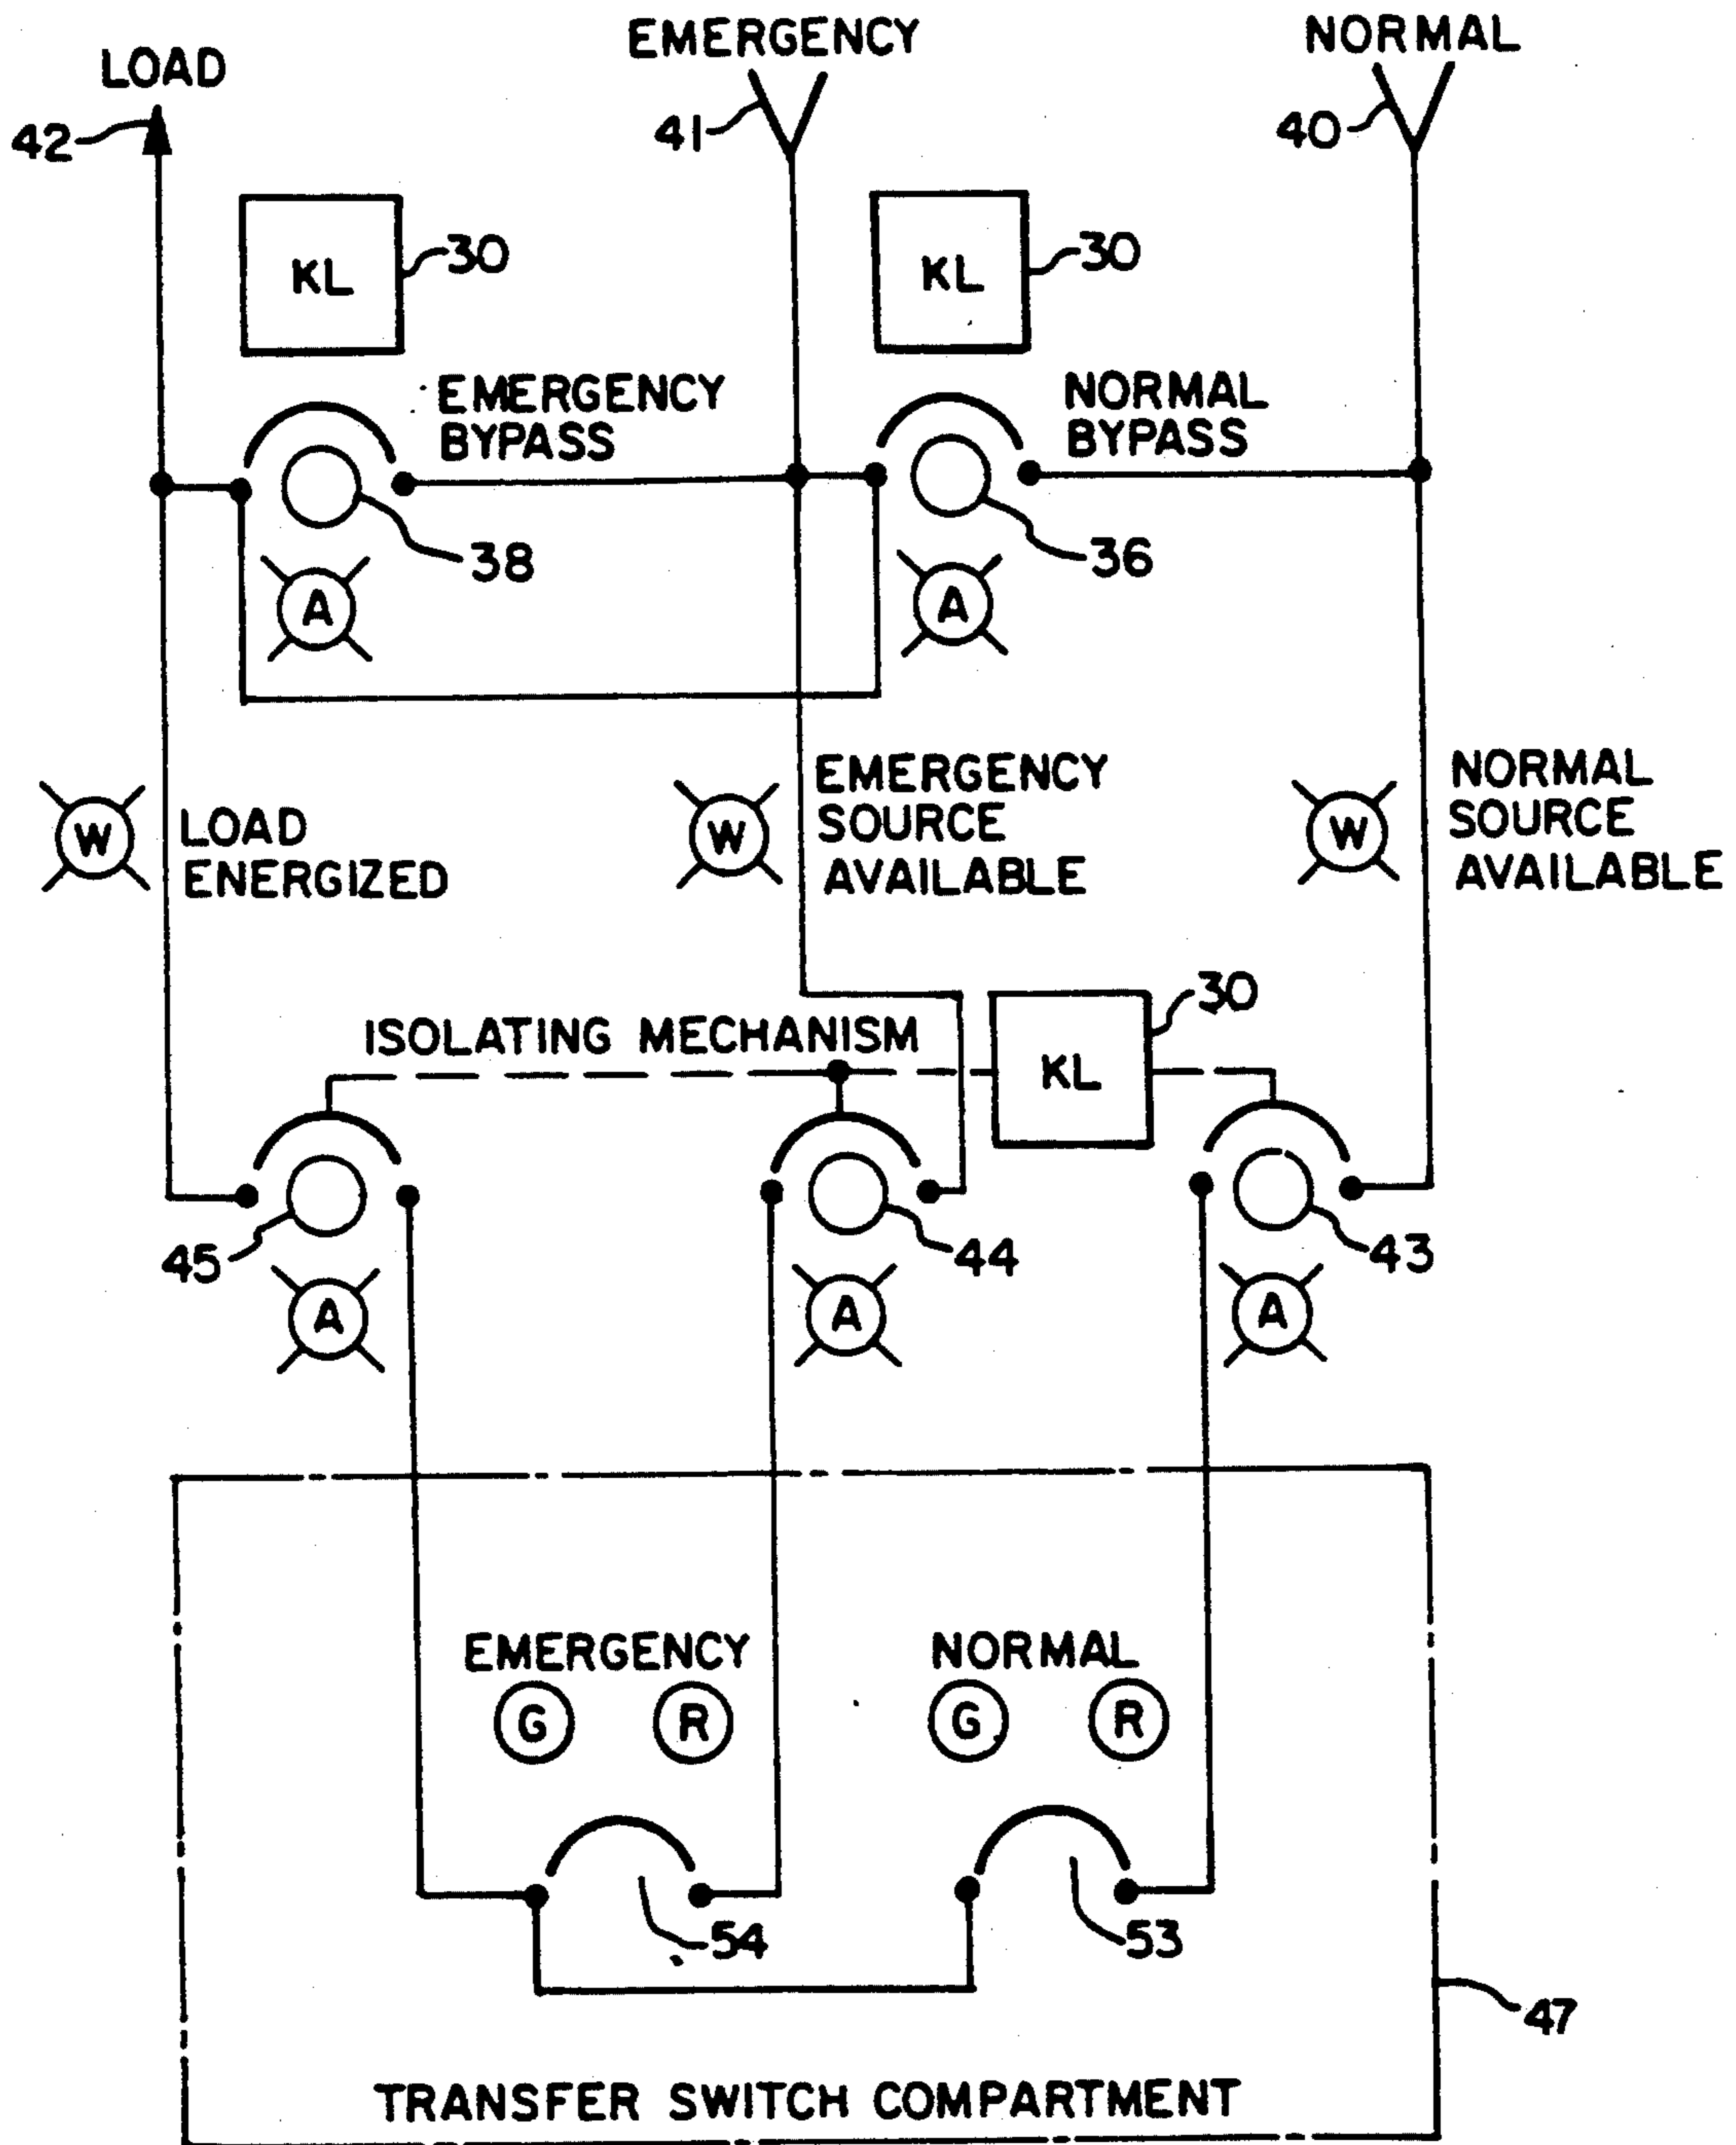 EMERGENCY
NORMAL
LOAD
42
41
40
KL
30
KL
30
EMERGENCY
BYPASS
NORMAL
BYPASS
38
36
A
A
W
LOAD
ENERGIZED
W
EMERGENCY
SOURCE
AVAILABLE
W
NORMAL
SOURCE
AVAILABLE
ISOLATING MECHANISM
KL
30
45
44
43
A
A
A
EMERGENCY
NORMAL
G
R
G
R
54
53
47
TRANSFER SWITCH COMPARTMENT